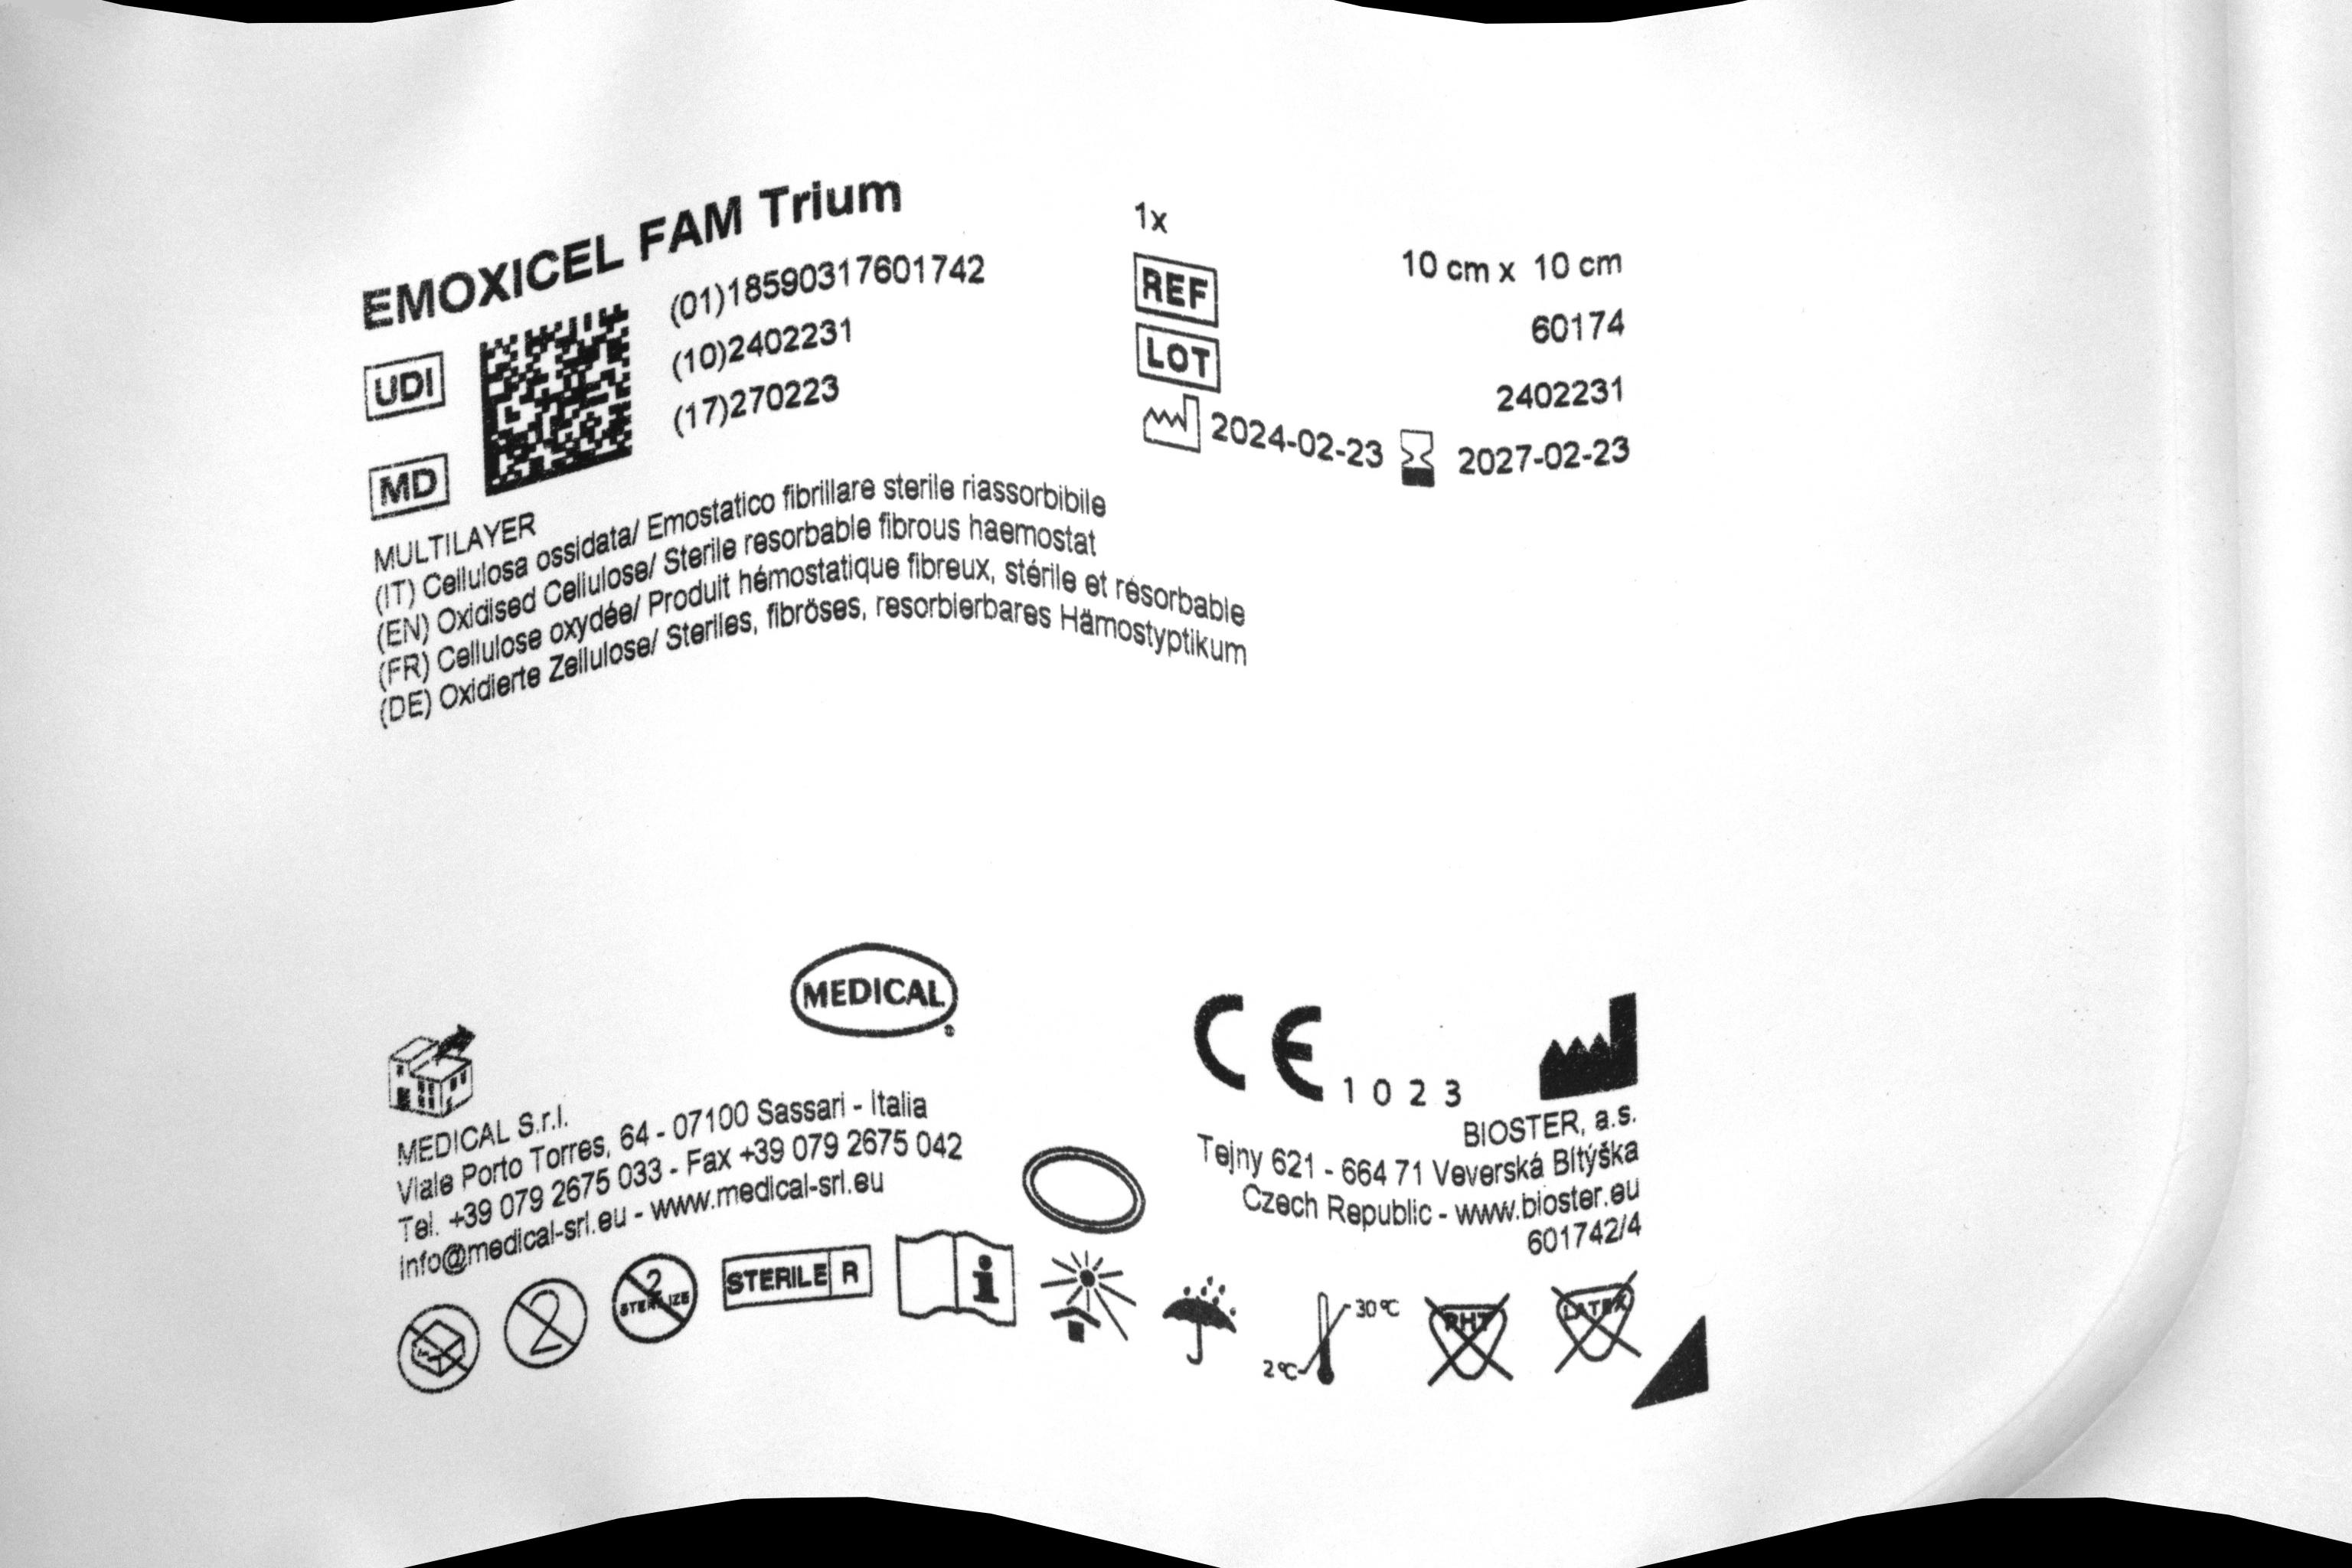 EMOXICEL FAM Trium
UDI
(01)18590317601742
(10)2402231
(17)270223
MD
1x
10 cm x 10 cm
REF
60174
LOT
2402231
2024-02-23
2027-02-23
MULTILAYER
(IT) Cellulosa ossidata/ Emostatico fibrillare sterile riassorbibile
(EN) Oxidised Cellulose/ Sterile resorbable fibrous haemostat
(FR) Cellulose oxydée/ Produit hémostatique fibreux, stérile et résorbable
(DE) Oxidierte Zellulose/ Steriles, fibröses, resorbierbares Hämostyptikum
MEDICAL
®
MEDICAL S.r.l.
Viale Porto Torres, 64 - 07100 Sassari - Italia
Tel. +39 079 2675 033 - Fax +39 079 2675 042
info@medical-srl.eu - www.medical-srl.eu
CE 1023
BIOSTER, a.s.
Tejny 621 - 664 71 Veverská Bítýška
Czech Republic - www.bioster.eu
601742/4
2
2
STERILIZE
STERILE R
i
2°C
30°C
PHT
LATEX